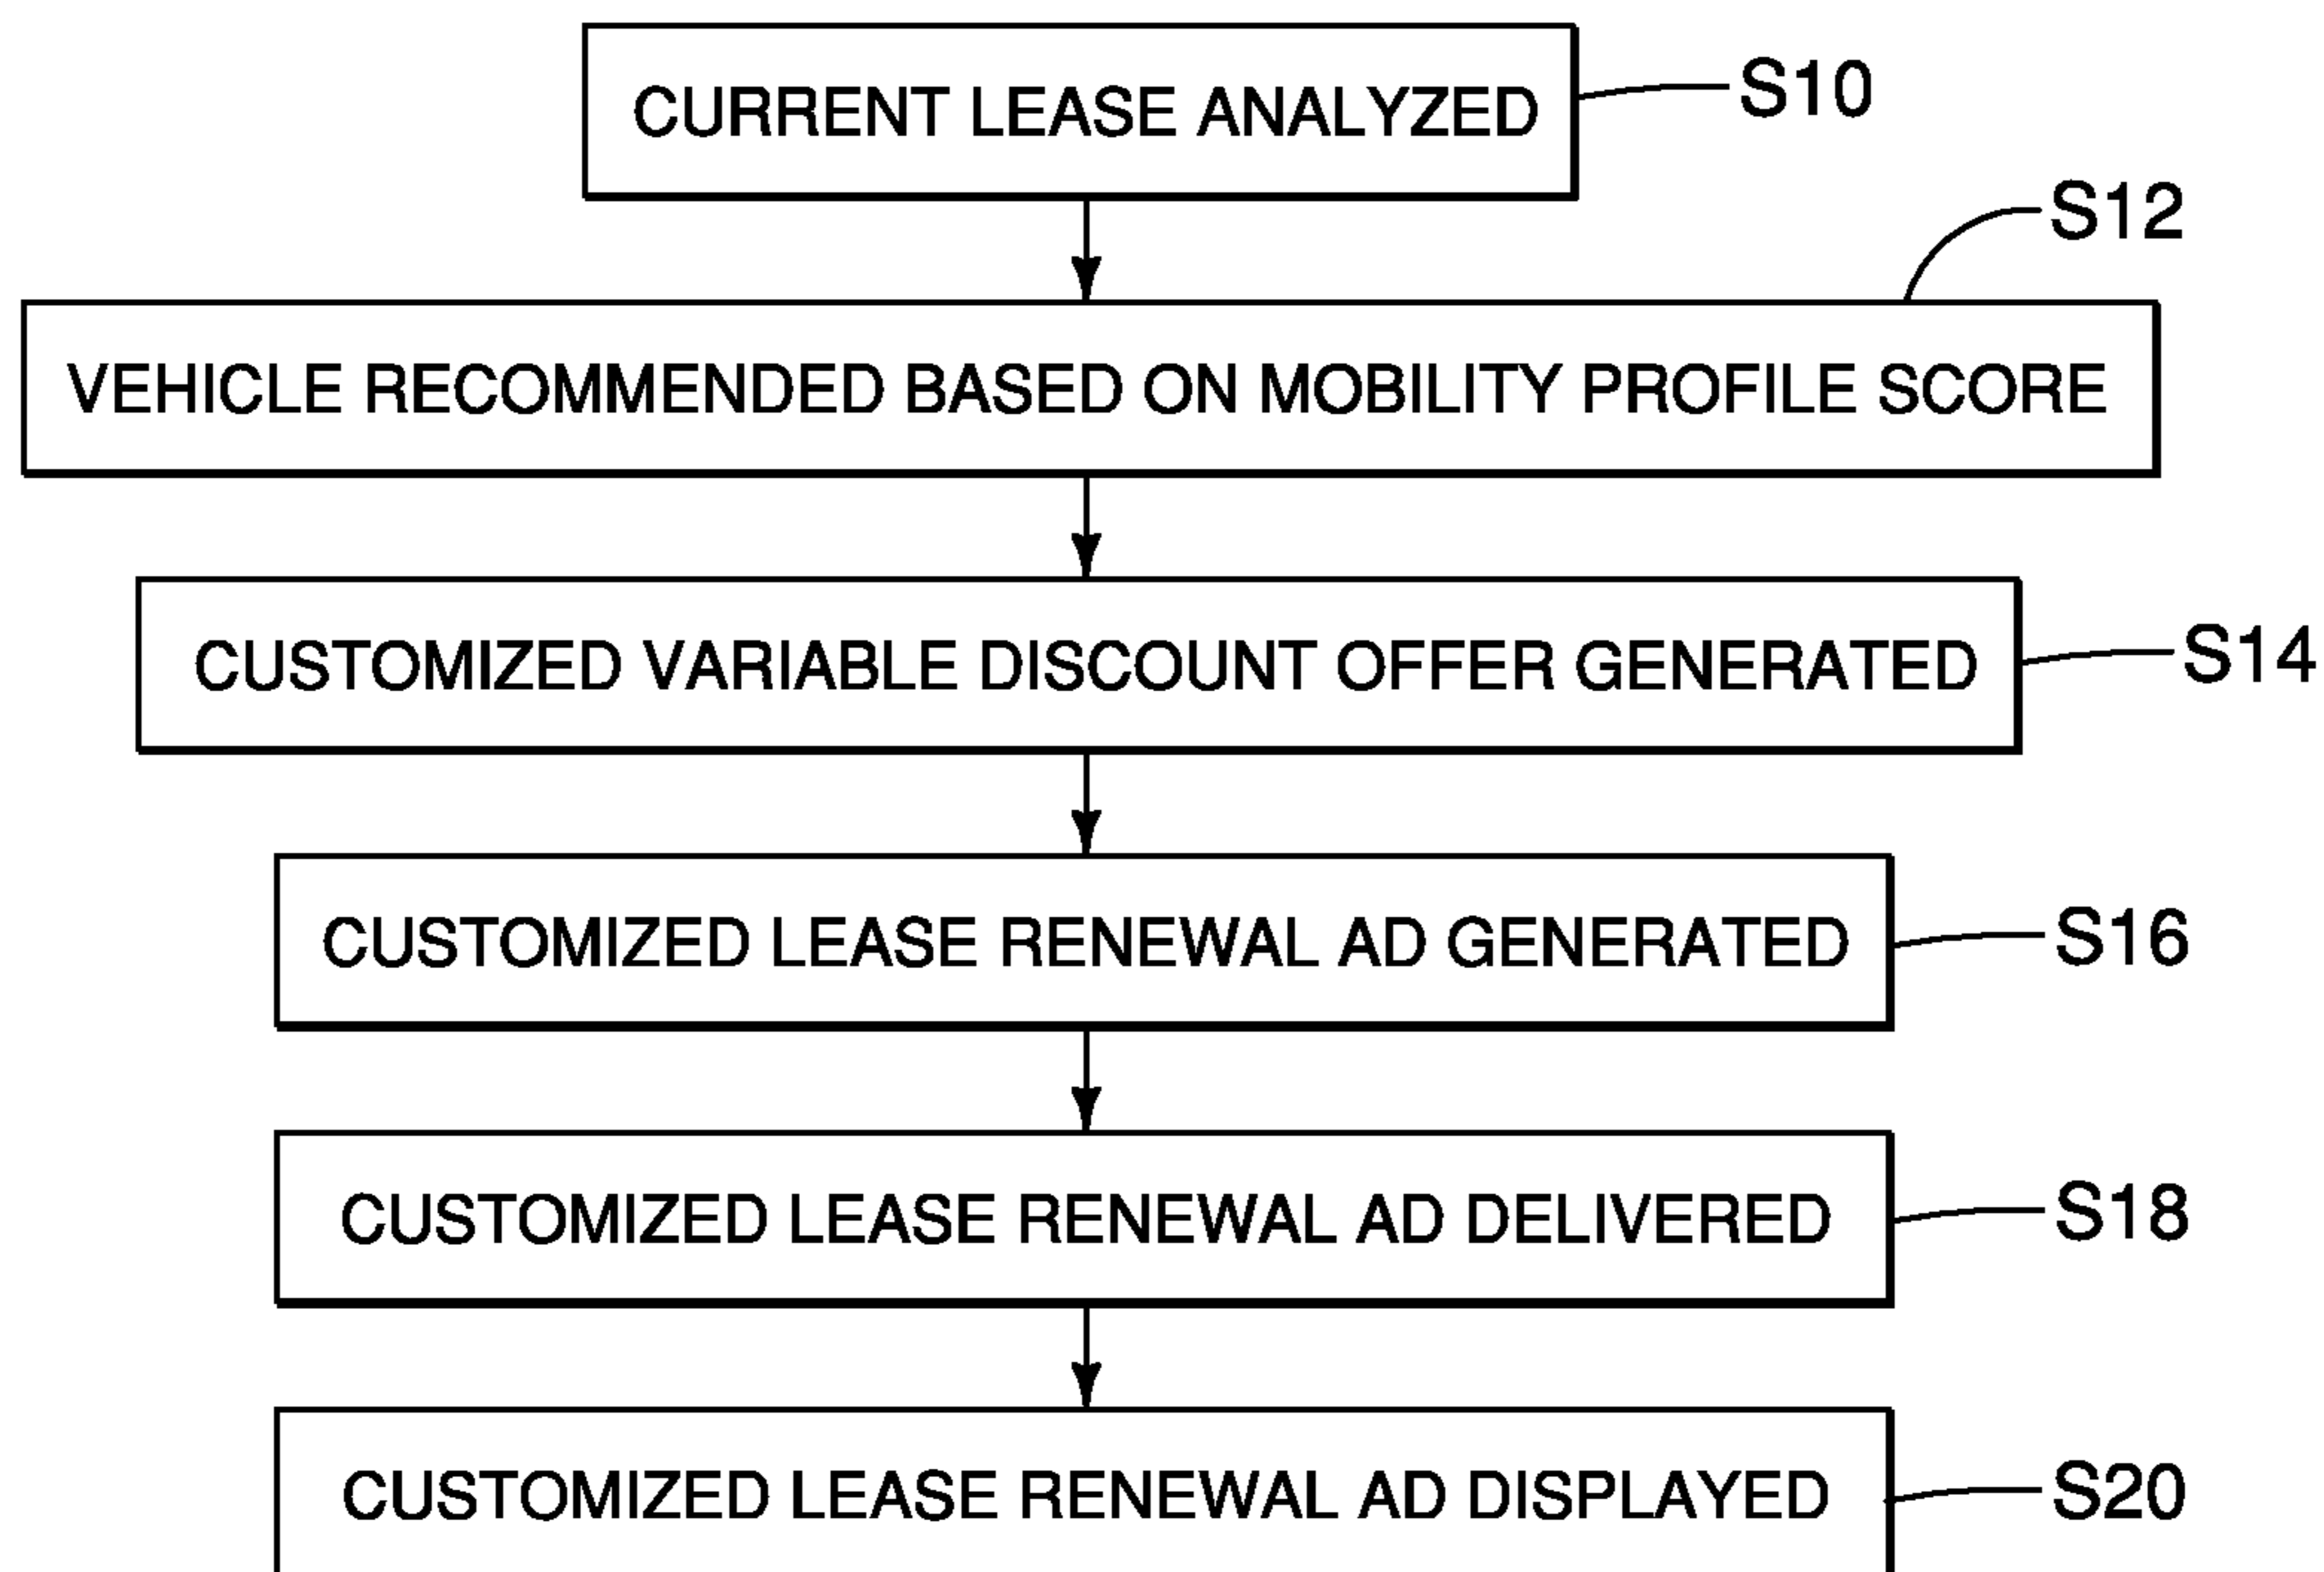 CURRENT LEASE ANALYZED
S10
S12
VEHICLE RECOMMENDED BASED ON MOBILITY PROFILE SCORE
CUSTOMIZED VARIABLE DISCOUNT OFFER GENERATED
S14
CUSTOMIZED LEASE RENEWAL AD GENERATED
S16
CUSTOMIZED LEASE RENEWAL AD DELIVERED
S18
CUSTOMIZED LEASE RENEWAL AD DISPLAYED
S20